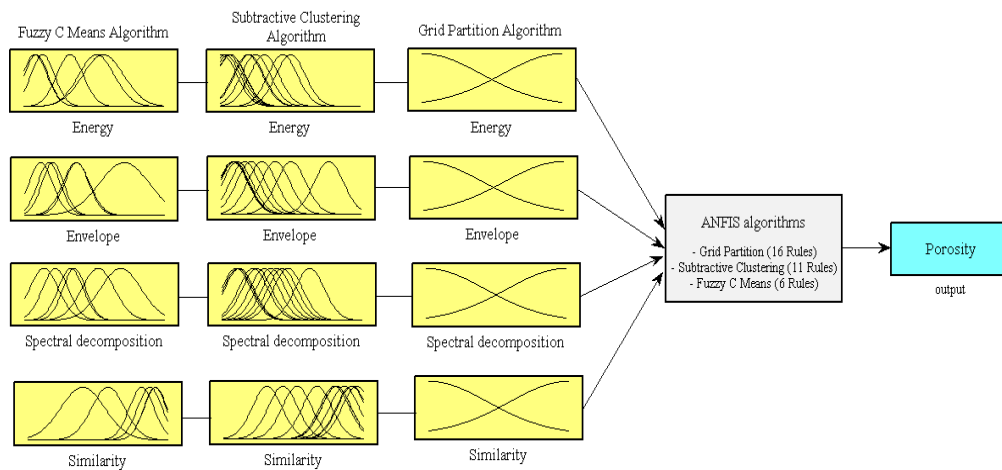 Fuzzy C Means Algorithm
Subtractive Clustering
Algorithm
Grid Partition Algorithm
Energy
Energy
Energy
Envelope
Envelope
Envelope
Spectral decomposition
Spectral decomposition
Spectral decomposition
Similarity
Similarity
Similarity
ANFIS algorithms
- Grid Partition (16 Rules)
- Subtractive Clustering (11 Rules)
- Fuzzy C Means (6 Rules)
Porosity
output